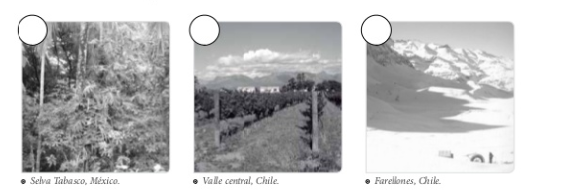 Selva Tabasco, México.
Valle central, Chile.
Farellones, Chile.